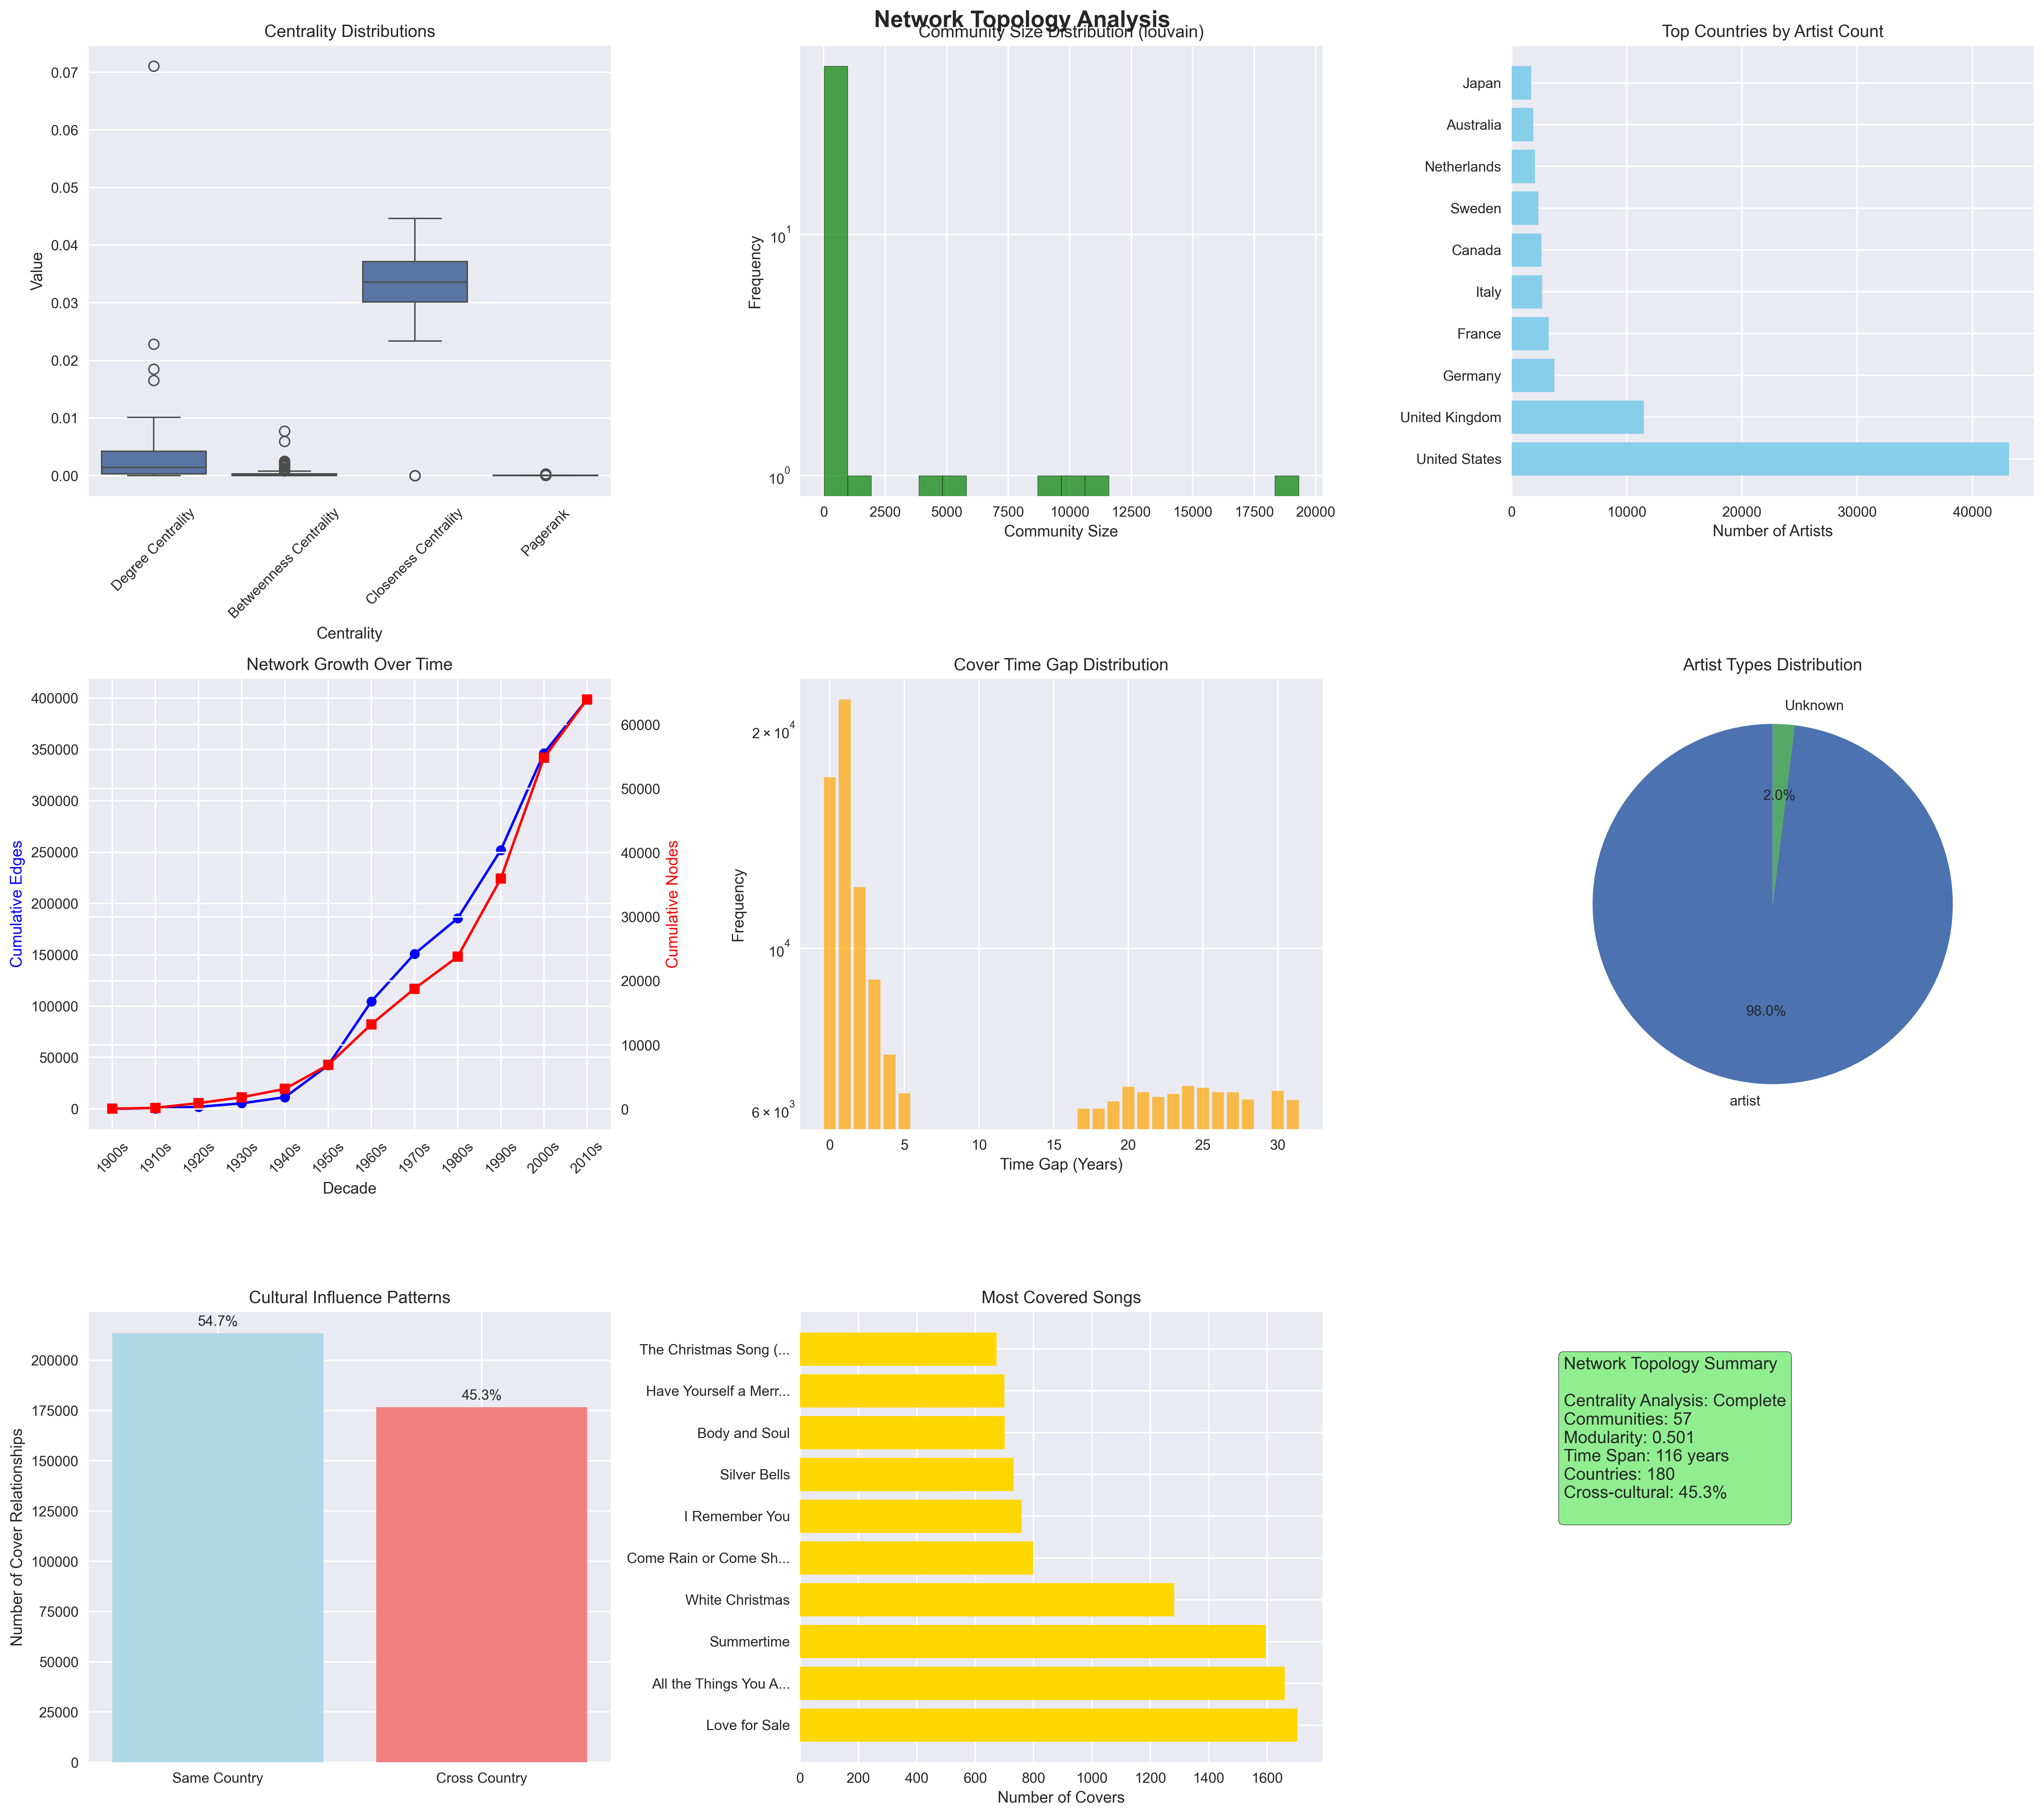 Network Topology Analysis
Centrality Distributions
Value
0.07
0.06
0.05
0.04
0.03
0.02
0.01
0.00
Degree Centrality
Betweenness Centrality
Closeness Centrality
Pagerank
Centrality
Community Size Distribution (louvain)
Frequency
10^1
10^0
0 2500 5000 7500 10000 12500 15000 17500 20000
Community Size
Top Countries by Artist Count
Japan
Australia
Netherlands
Sweden
Canada
Italy
France
Germany
United Kingdom
United States
0 10000 20000 30000 40000
Number of Artists
Network Growth Over Time
Cumulative Edges
400000
350000
300000
250000
200000
150000
100000
50000
0
60000
50000
40000
30000
20000
10000
0
Cumulative Nodes
1900s 1910s 1920s 1930s 1940s 1950s 1960s 1970s 1980s 1990s 2000s 2010s
Decade
Cover Time Gap Distribution
Frequency
2 × 10^4
10^4
6 × 10^3
0 5 10 15 20 25 30
Time Gap (Years)
Artist Types Distribution
Unknown
2.0%
98.0%
artist
Cultural Influence Patterns
Number of Cover Relationships
200000
175000
150000
125000
100000
75000
50000
25000
0
54.7%
45.3%
Same Country
Cross Country
Most Covered Songs
The Christmas Song (...
Have Yourself a Merr...
Body and Soul
Silver Bells
I Remember You
Come Rain or Come Sh...
White Christmas
Summertime
All the Things You A...
Love for Sale
0 200 400 600 800 1000 1200 1400 1600
Number of Covers
Network Topology Summary
Centrality Analysis: Complete
Communities: 57
Modularity: 0.501
Time Span: 116 years
Countries: 180
Cross-cultural: 45.3%